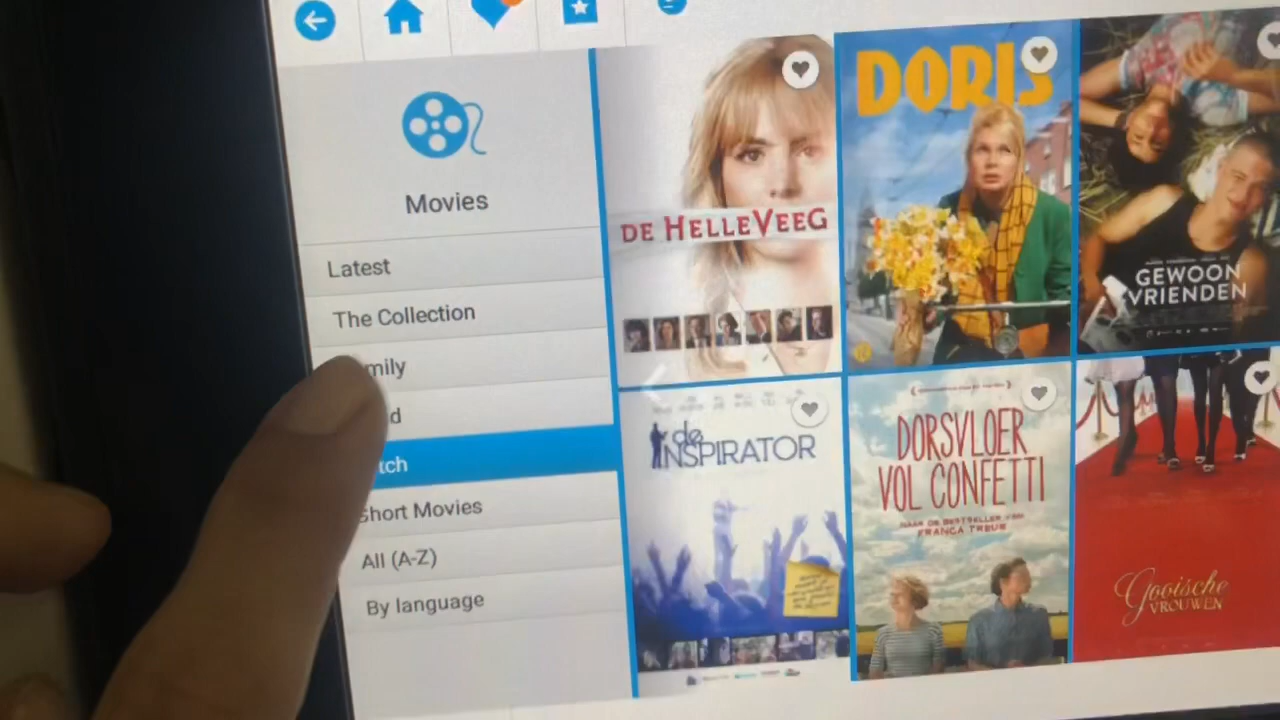 Movies
Latest
The Collection
mily
d
tch
Short Movies
All (A-Z)
By language
DE HELLEVEEG
DORIS
GEWOON
VRIENDEN
de
INSPIRATOR
DORSVLOER
VOL CONFETTI
NAAR DE BESTSELLER VAN
FRANCA TREUR
Gooische
VROUWEN